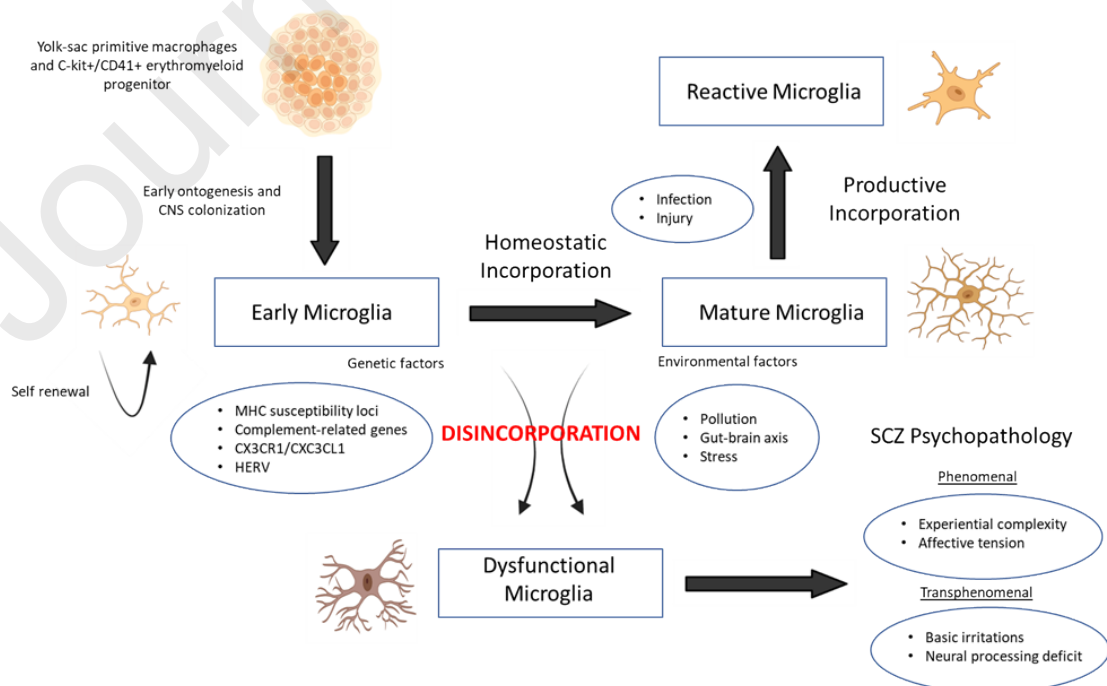 Yolk-sac primitive macrophages
and C-kit+/CD41+ erythromyeloid
progenitor
Reactive Microglia
Early ontogenesis and
CNS colonization
• Infection
• Injury
Productive
Incorporation
Homeostatic
Incorporation
Early Microglia
Mature Microglia
Genetic factors
Environmental factors
Self renewal
• MHC susceptibility loci
• Complement-related genes
• CX3CR1/CXC3CL1
• HERV
DISINCORPORATION
• Pollution
• Gut-brain axis
• Stress
SCZ Psychopathology
Phenomenal
• Experiential complexity
• Affective tension
Dysfunctional
Microglia
Transphenomenal
• Basic irritations
• Neural processing deficit
Journ